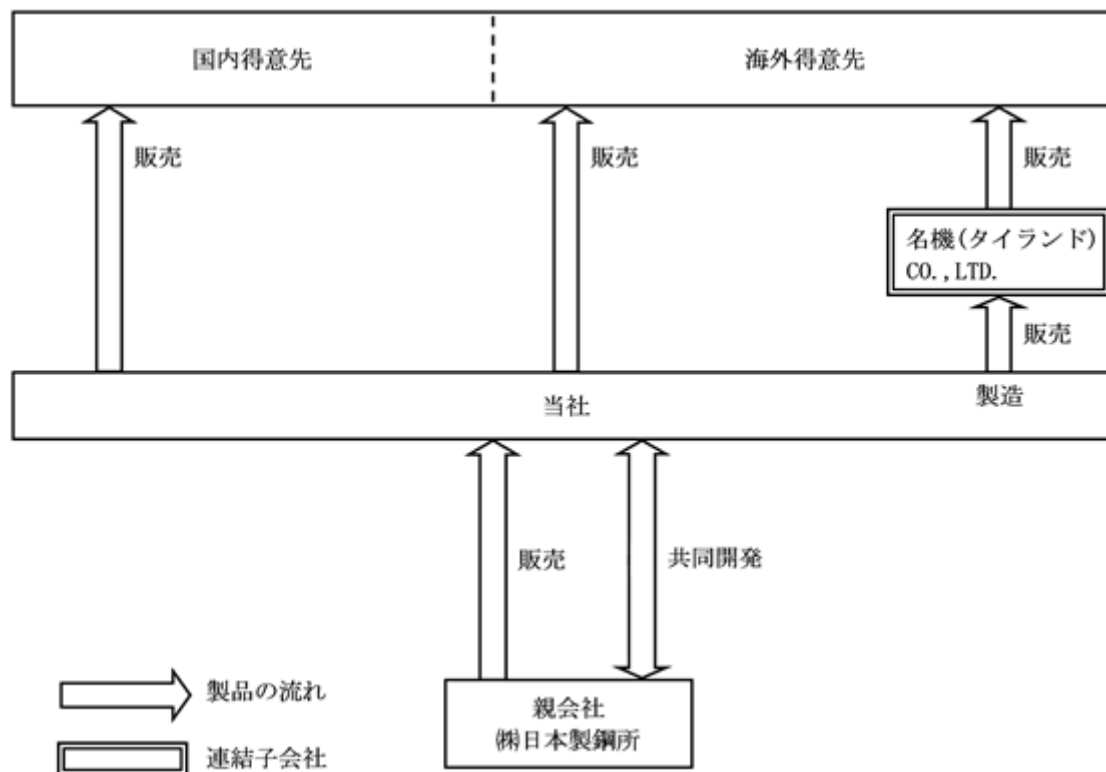 国内得意先
海外得意先
販売
販売
販売
名機(タイランド)
CO.,LTD.
販売
当社
製造
販売
共同開発
製品の流れ
親会社
㈱日本製鋼所
連結子会社